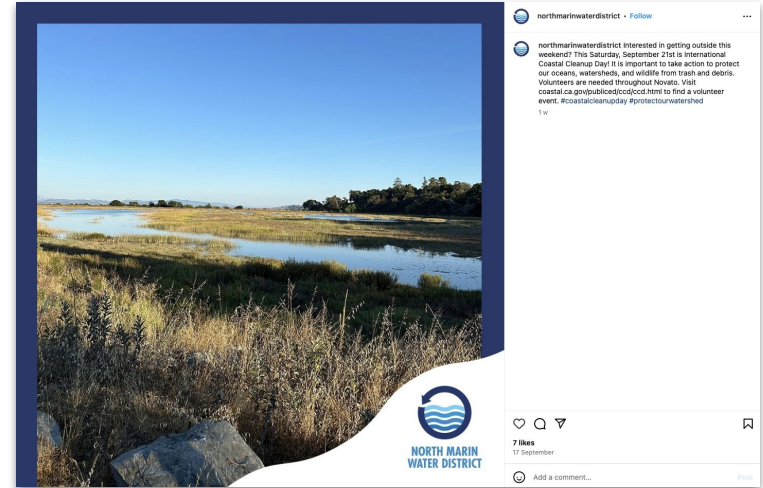 northmarinwaterdistrict • Follow
northmarinwaterdistrict Interested in getting outside this
weekend? This Saturday, September 21st is International
Coastal Cleanup Day! It is important to take action to protect
our oceans, watersheds, and wildlife from trash and debris.
Volunteers are needed throughout Novato. Visit
coastal.ca.gov/publiced/ccd/ccd.html to find a volunteer
event. #coastalcleanupday #protectourwatershed
1 w
NORTH MARIN
WATER DISTRICT
7 likes
17 September
Add a comment...
Post